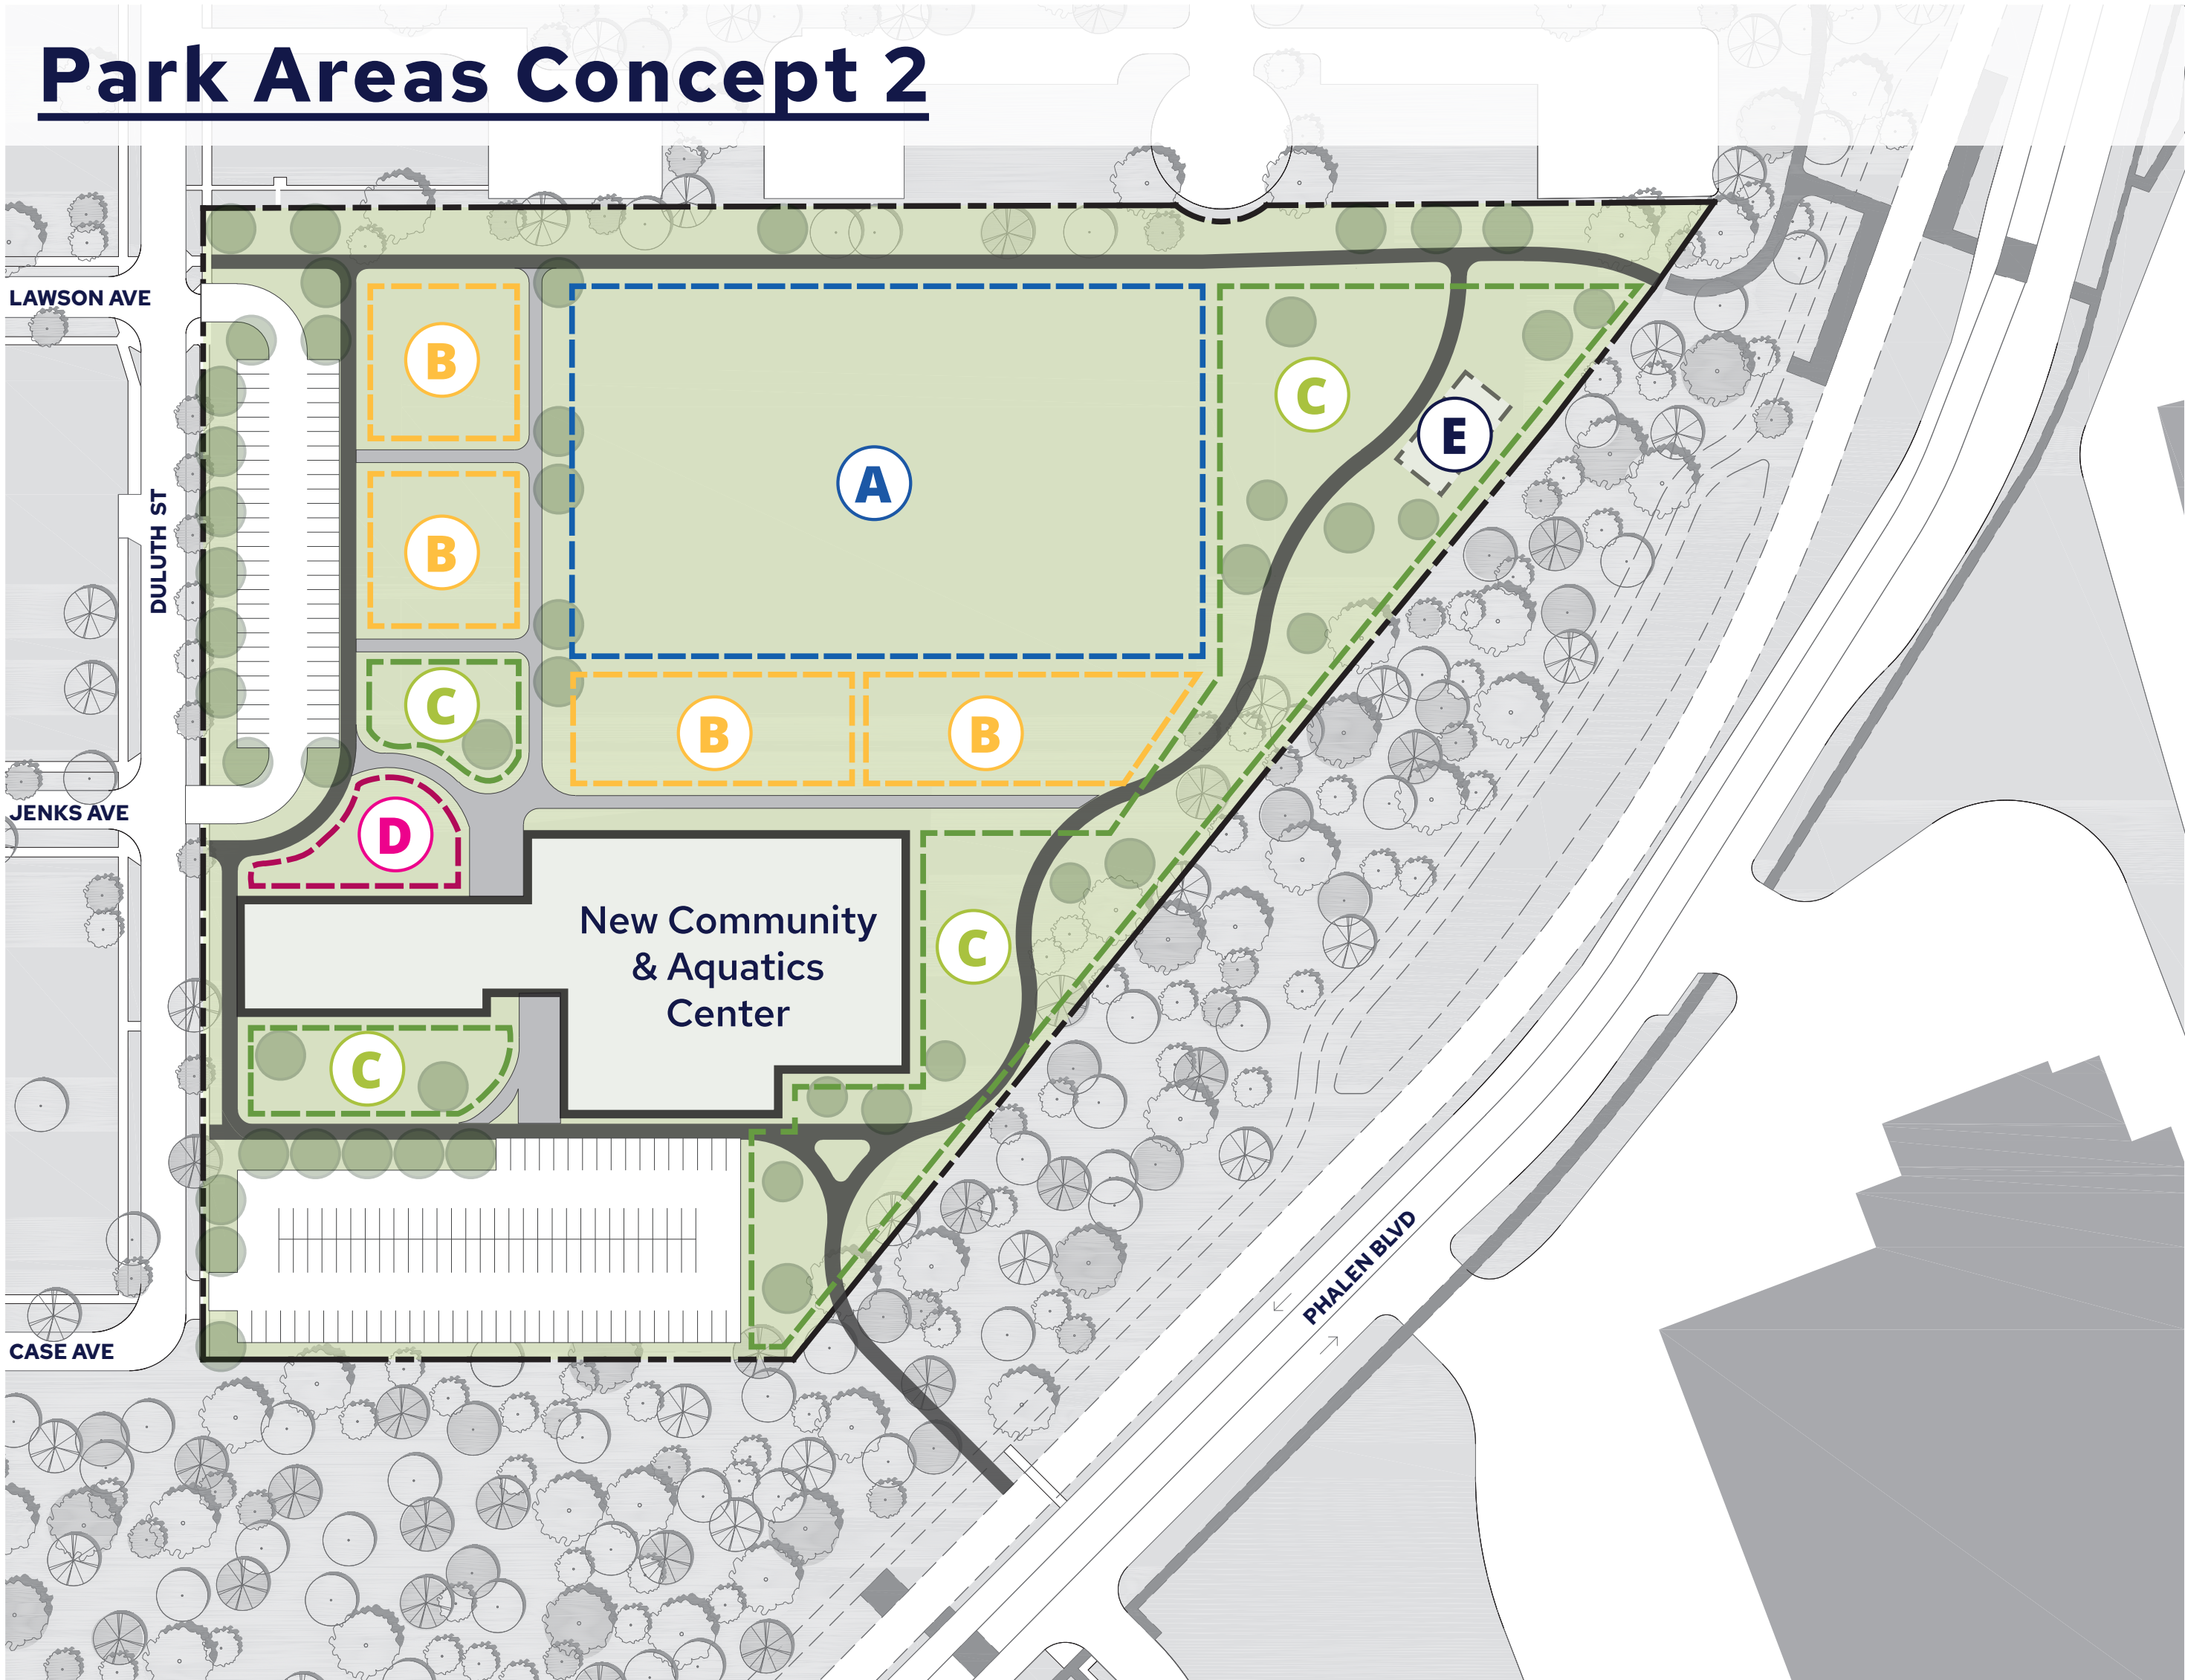 Park Areas Concept 2
LAWSON AVE
DULUTH ST
JENKS AVE
CASE AVE
B
A
C
E
B
C
B
B
D
New Community
& Aquatics
Center
C
C
PHALEN BLVD